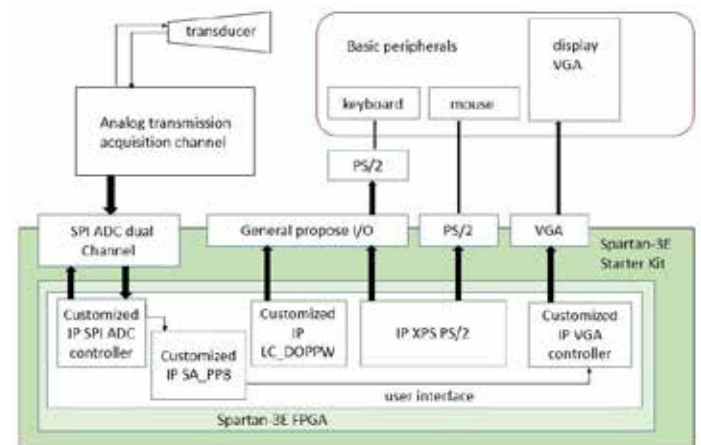 transducer
Basic peripherals
display
VGA
keyboard
mouse
Analog transmission
acquisition channel
PS/2
SPI ADC dual
Channel
General propose I/O
PS/2
VGA
Spartan-3E
Starter Kit
Customized
IP SPI ADC
controller
Customized
IP SA_PP8
Customized
IP
LC_DOPPW
IP XPS PS/2
Customized
IP VGA
controller
user interface
Spartan-3E FPGA